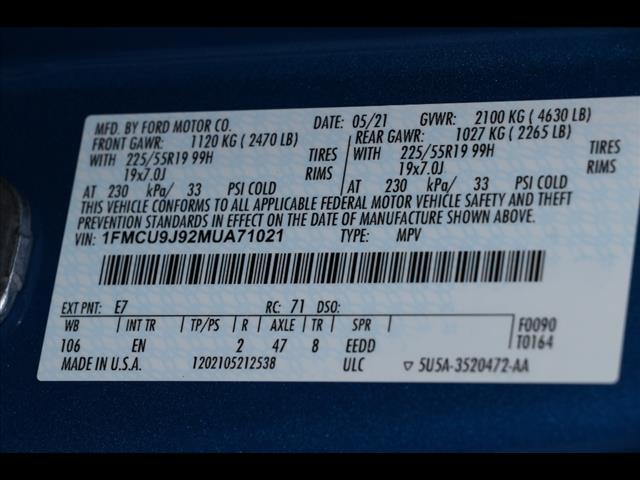 MFD. BY FORD MOTOR CO. DATE: 05/21 GVWR: 2100 KG ( 4630 LB)
FRONT GAWR: 1120 KG ( 2470 LB) REAR GAWR: 1027 KG ( 2265 LB)
WITH 225/55R19 99H TIRES WITH 225/55R19 99H TIRES
19x7.0J RIMS 19x7.0J RIMS
AT 230 kPa/ 33 PSI COLD AT 230 kPa/ 33 PSI COLD
THIS VEHICLE CONFORMS TO ALL APPLICABLE FEDERAL MOTOR VEHICLE SAFETY AND THEFT
PREVENTION STANDARDS IN EFFECT ON THE DATE OF MANUFACTURE SHOWN ABOVE.
VIN: 1FMCU9J92MUA71021 TYPE: MPV
EXT PNT: E7 RC: 71 DSO:
WB INT TR TP/PS R AXLE TR SPR F0090
106 EN 2 47 8 EEDD T0164
MADE IN U.S.A. 1202105212538 ULC ▽ 5U5A-3520472-AA